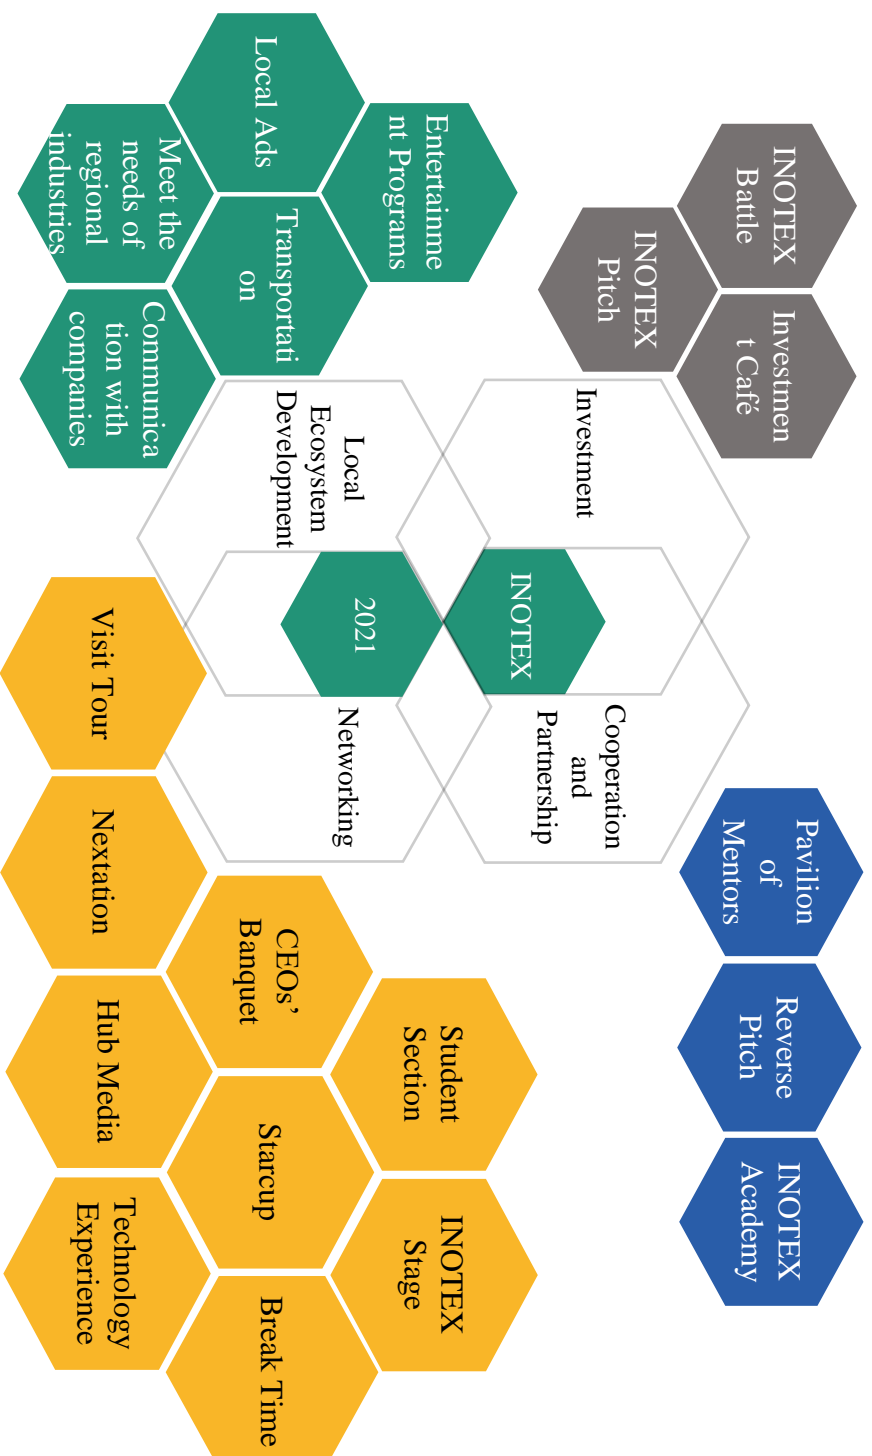 INOTEX
Battle
Investmen
t Café
INOTEX
Pitch
Pavilion
of
Mentors
Reverse
Pitch
INOTEX
Academy
Investment
Cooperation
and
Partnership
INOTEX
2021
Local
Ecosystem
Development
Networking
Entertainme
nt Programs
Local Ads
Transportati
on
Meet the
needs of
regional
industries
Communica
tion with
companies
Student
Section
INOTEX
Stage
CEOs’
Banquet
Starcup
Break Time
Visit Tour
Nextation
Hub Media
Technology
Experience